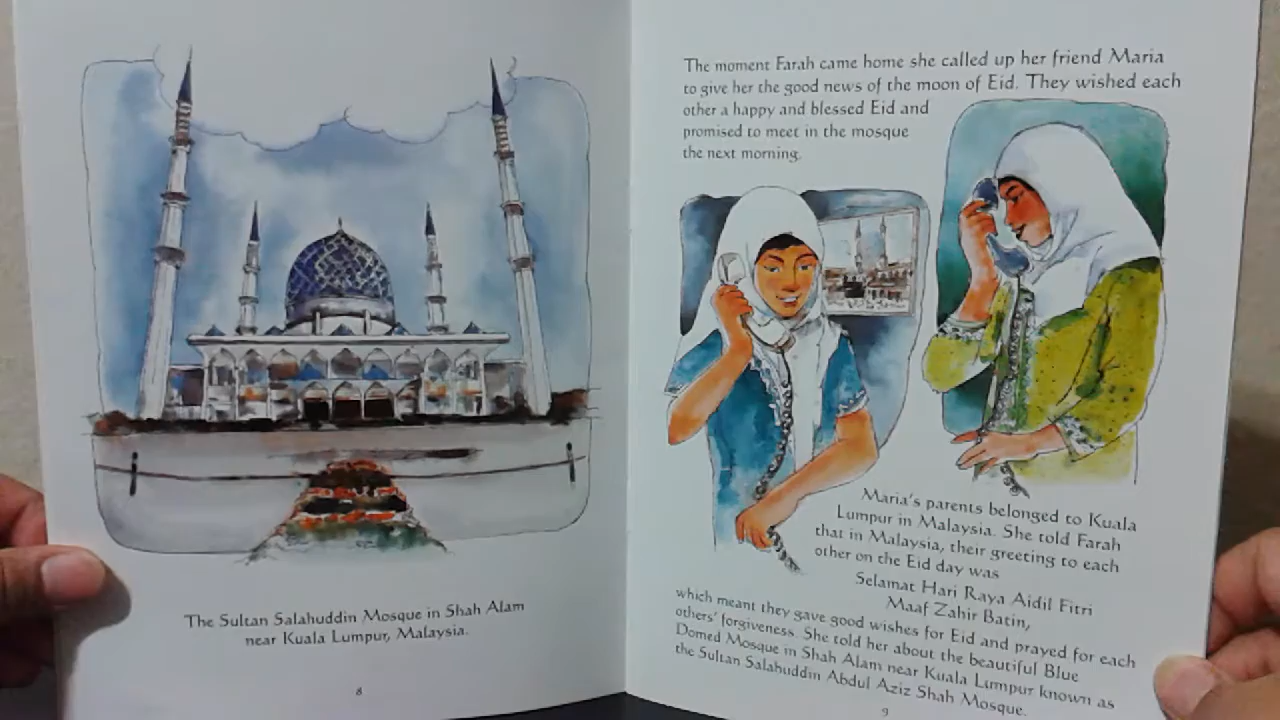 The Sultan Salahuddin Mosque in Shah Alam
near Kuala Lumpur, Malaysia.
8
The moment Farah came home she called up her friend Maria
to give her the good news of the moon of Eid. They wished each
other a happy and blessed Eid and
promised to meet in the mosque
the next morning.
Maria's parents belonged to Kuala
Lumpur in Malaysia. She told Farah
that in Malaysia, their greeting to each
other on the Eid day was
Selamat Hari Raya Aidil Fitri
Maaf Zahir Batin,
which meant they gave good wishes for Eid and prayed for each
others' forgiveness. She told her about the beautiful Blue
Domed Mosque in Shah Alam near Kuala Lumpur known as
the Sultan Salahuddin Abdul Aziz Shah Mosque.
9